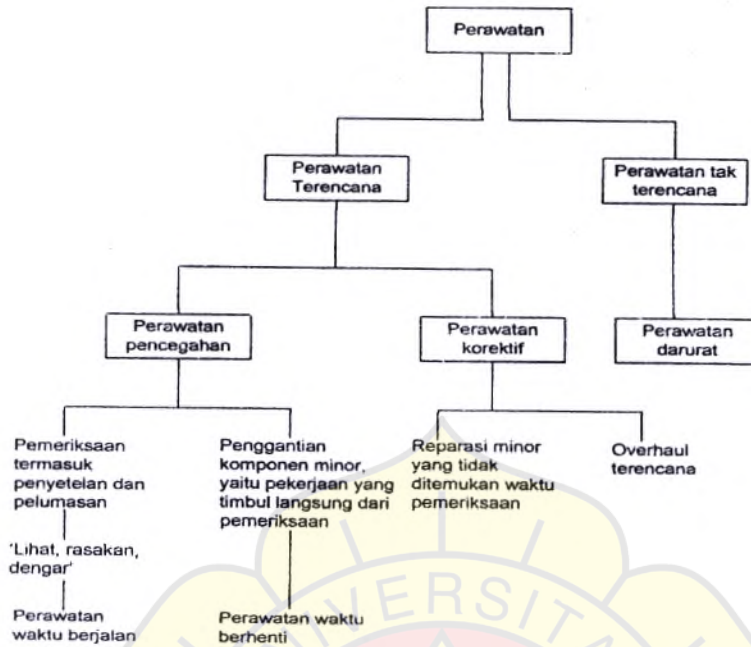 Perawatan
Perawatan
Terencana
Perawatan tak
terencana
Perawatan
pencegahan
Perawatan
korektif
Perawatan
darurat
Pemeriksaan
termasuk
penyetelan dan
pelumasan
Penggantian
komponen minor,
yaitu pekerjaan yang
timbul langsung dari
pemeriksaan
Reparasi minor
yang tidak
ditemukan waktu
pemeriksaan
Overhaul
terencana
'Lihat, rasakan,
dengar'
Perawatan
waktu berjalan
Perawatan waktu
berhenti
UNIVERSITA